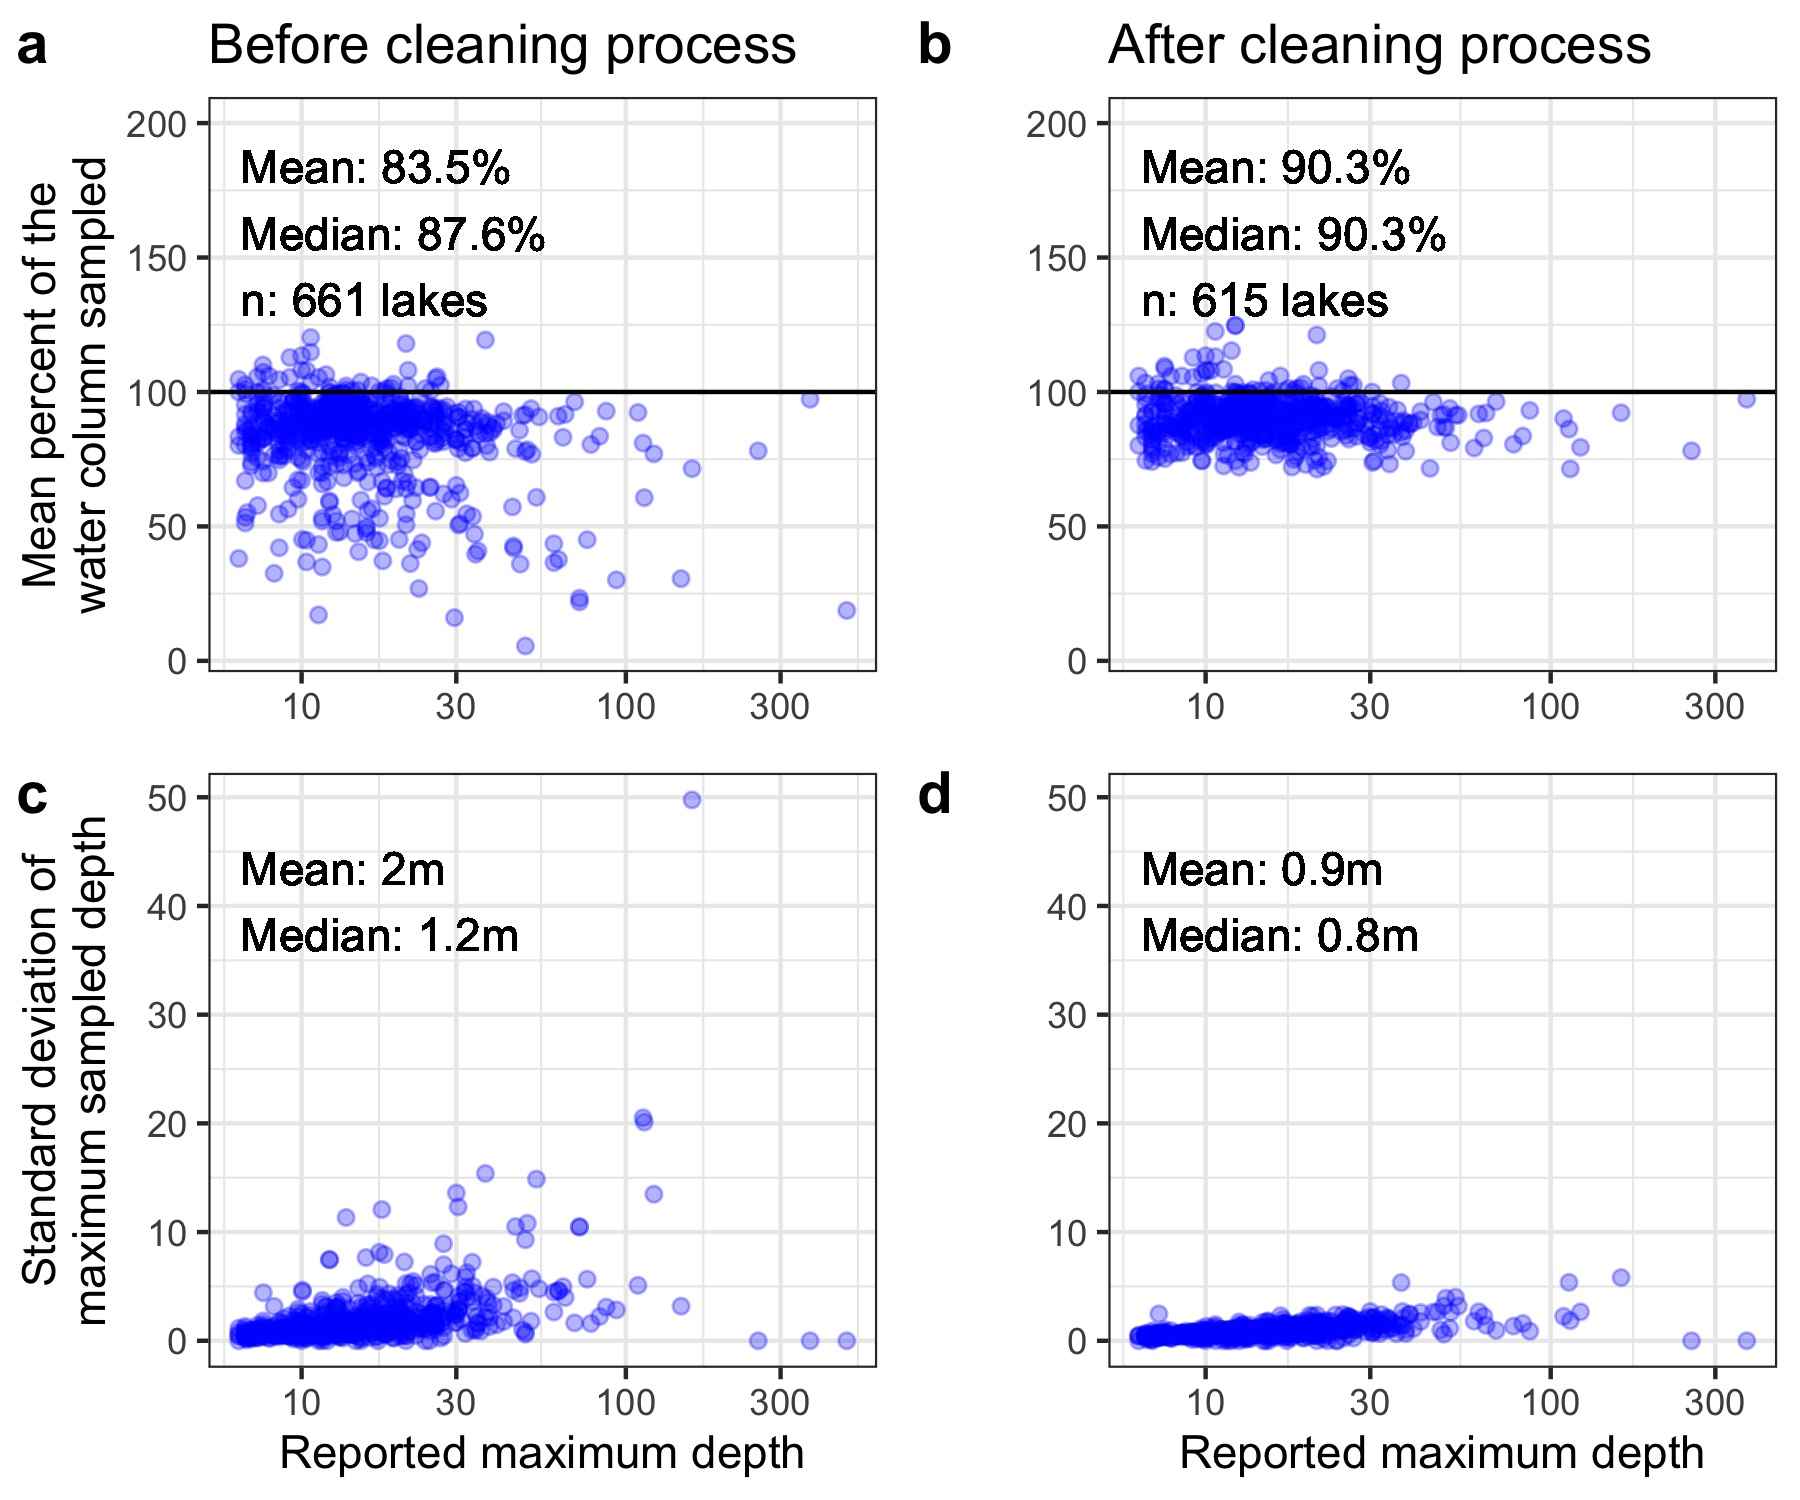 a Before cleaning process
b After cleaning process
Mean percent of the
water column sampled
200
150
100
50
0
Mean: 83.5%
Median: 87.6%
n: 661 lakes
10 30 100 300
200
150
100
50
0
Mean: 90.3%
Median: 90.3%
n: 615 lakes
10 30 100 300
c
Standard deviation of
maximum sampled depth
50
40
30
20
10
0
Mean: 2m
Median: 1.2m
10 30 100 300
Reported maximum depth
d
50
40
30
20
10
0
Mean: 0.9m
Median: 0.8m
10 30 100 300
Reported maximum depth